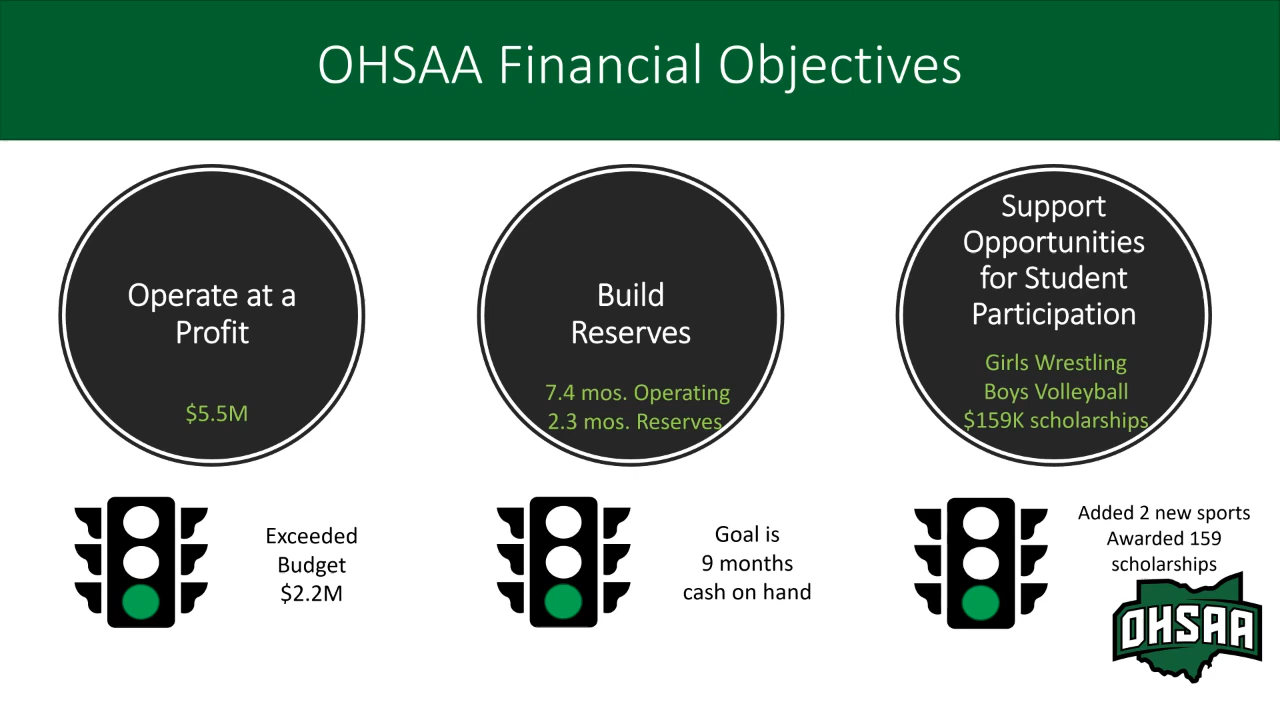 OHSAA Financial Objectives
Operate at a
Profit
$5.5M
Build
Reserves
7.4 mos. Operating
2.3 mos. Reserves
Support
Opportunities
for Student
Participation
Girls Wrestling
Boys Volleyball
$159K scholarships
Exceeded
Budget
$2.2M
Goal is
9 months
cash on hand
Added 2 new sports
Awarded 159
scholarships
OHSAA